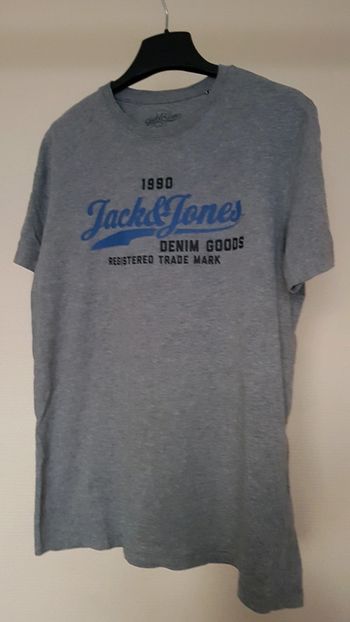 1990
Jack&Jones
DENIM GOODS
REGISTERED TRADE MARK